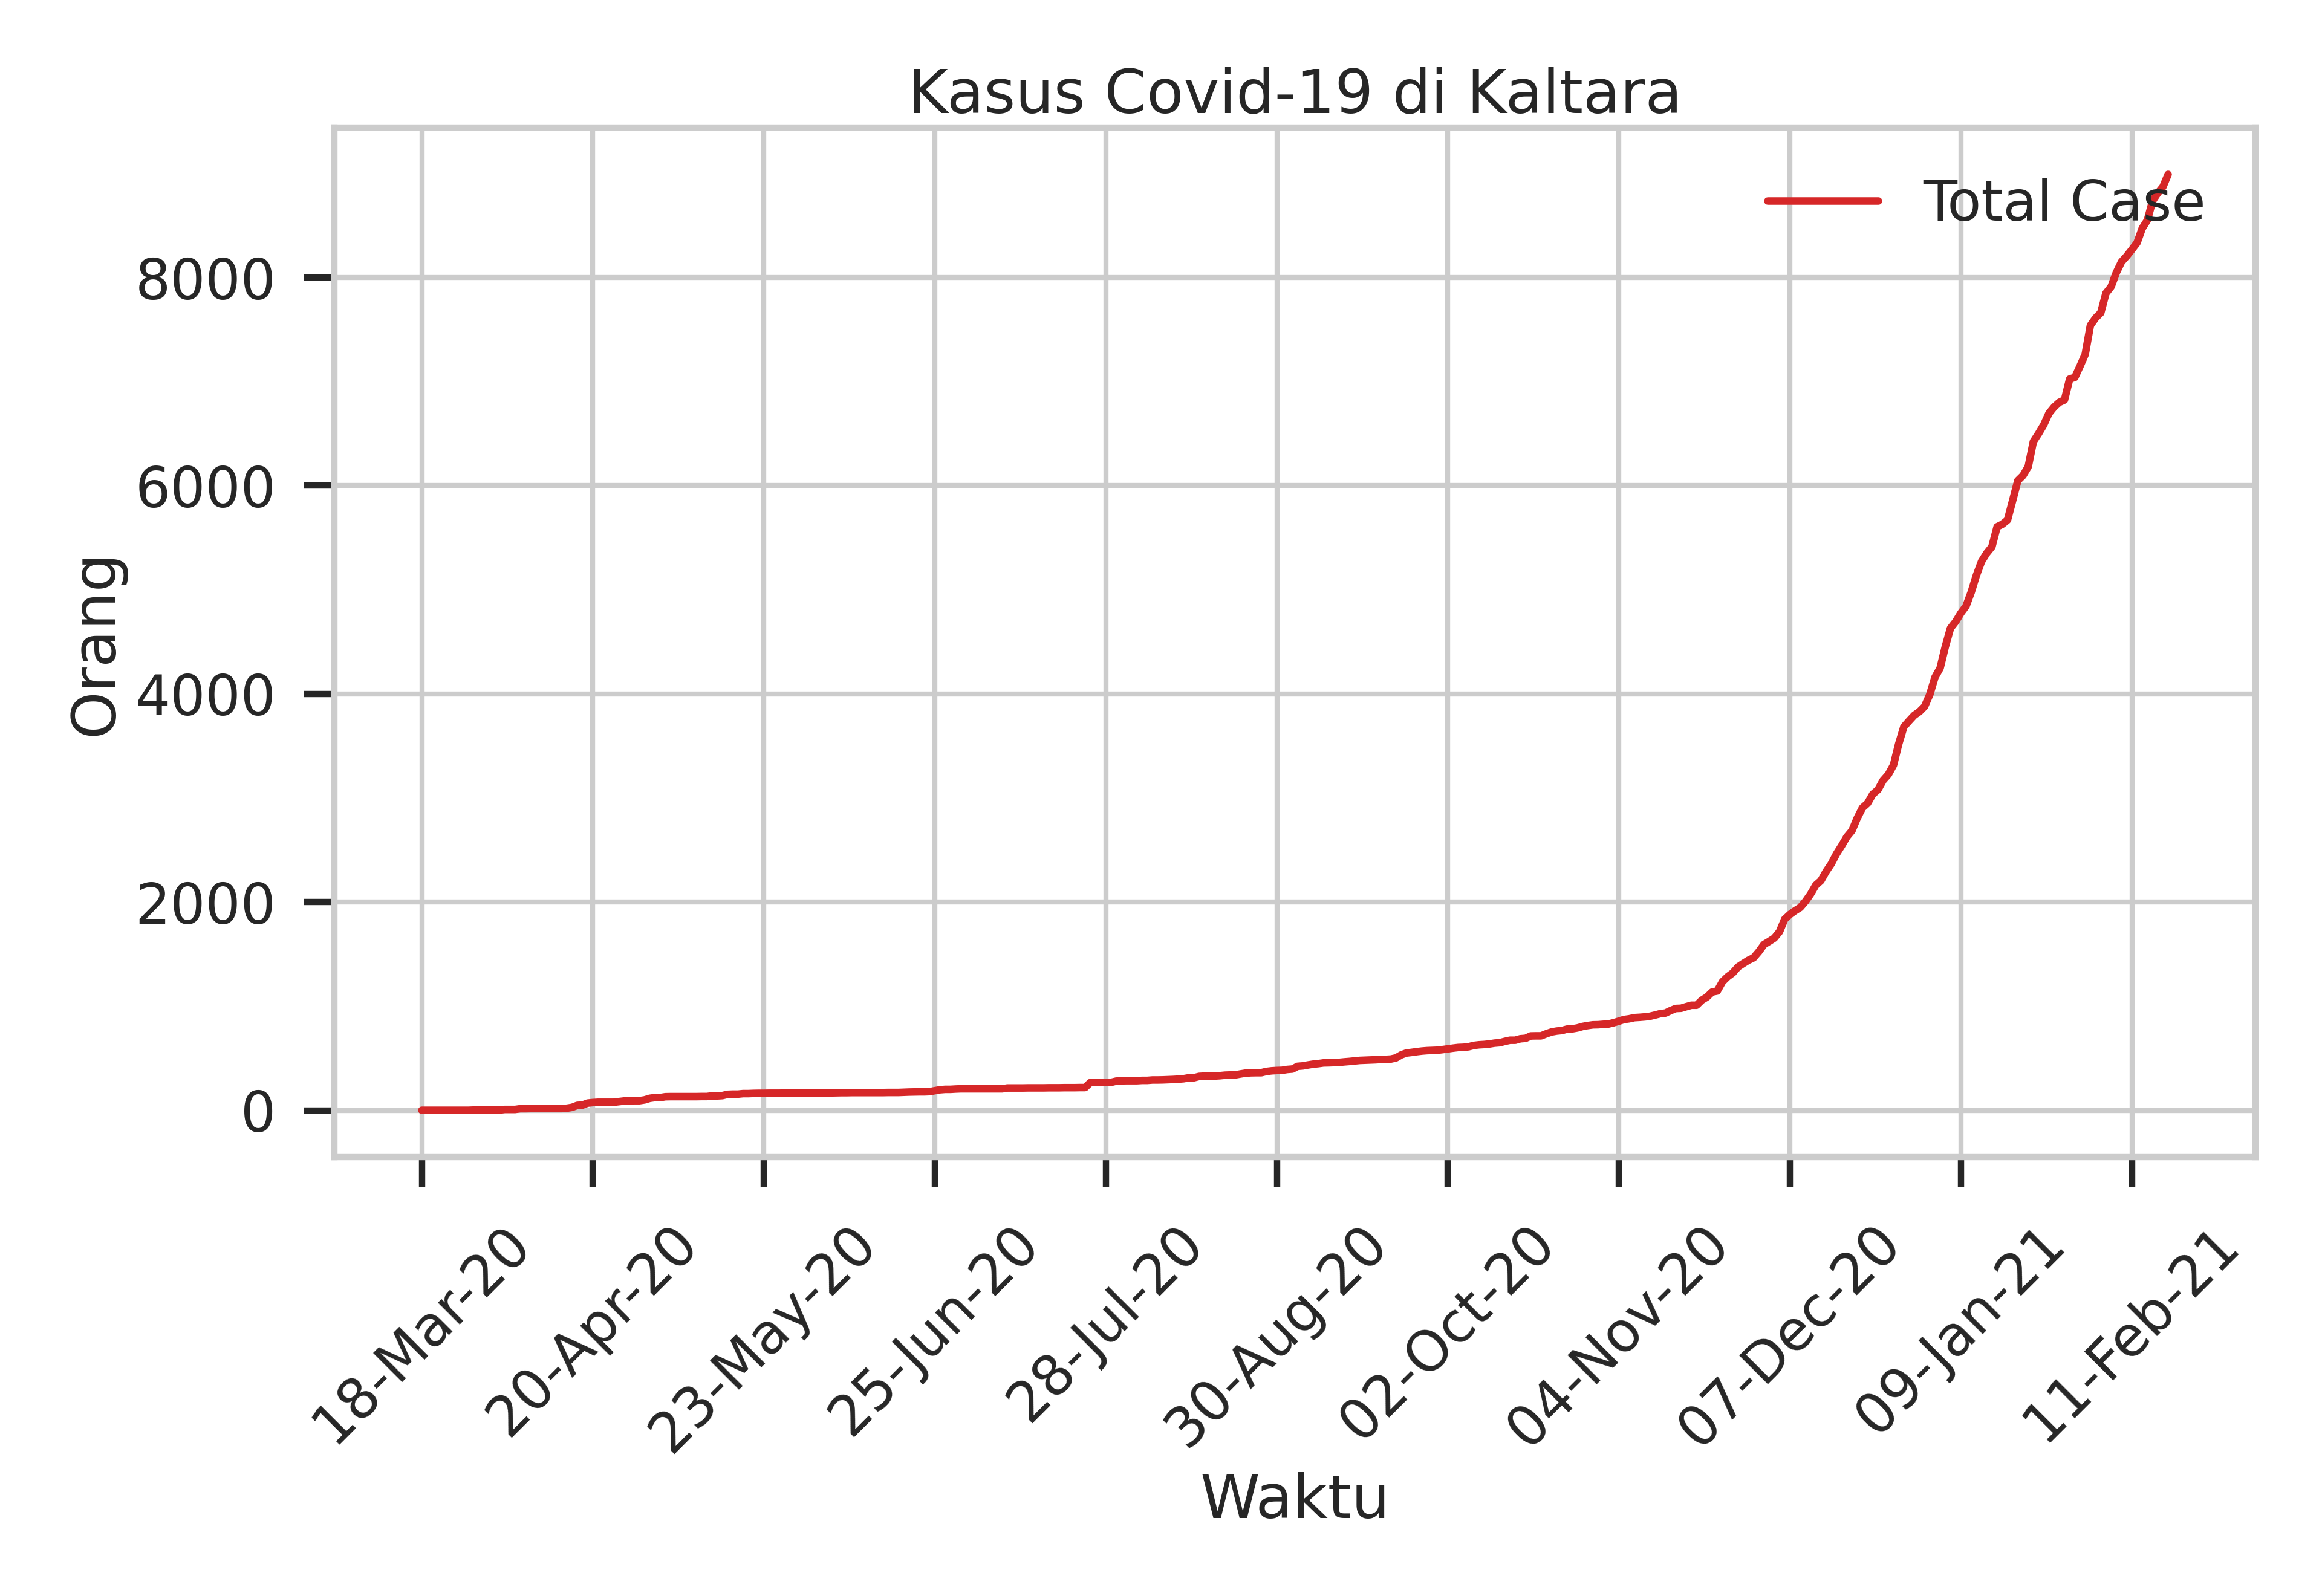 Kasus Covid-19 di Kaltara
Total Case
8000
6000
4000
2000
0
Orang
18-Mar-20
20-Apr-20
23-May-20
25-Jun-20
28-Jul-20
30-Aug-20
02-Oct-20
04-Nov-20
07-Dec-20
09-Jan-21
11-Feb-21
Waktu